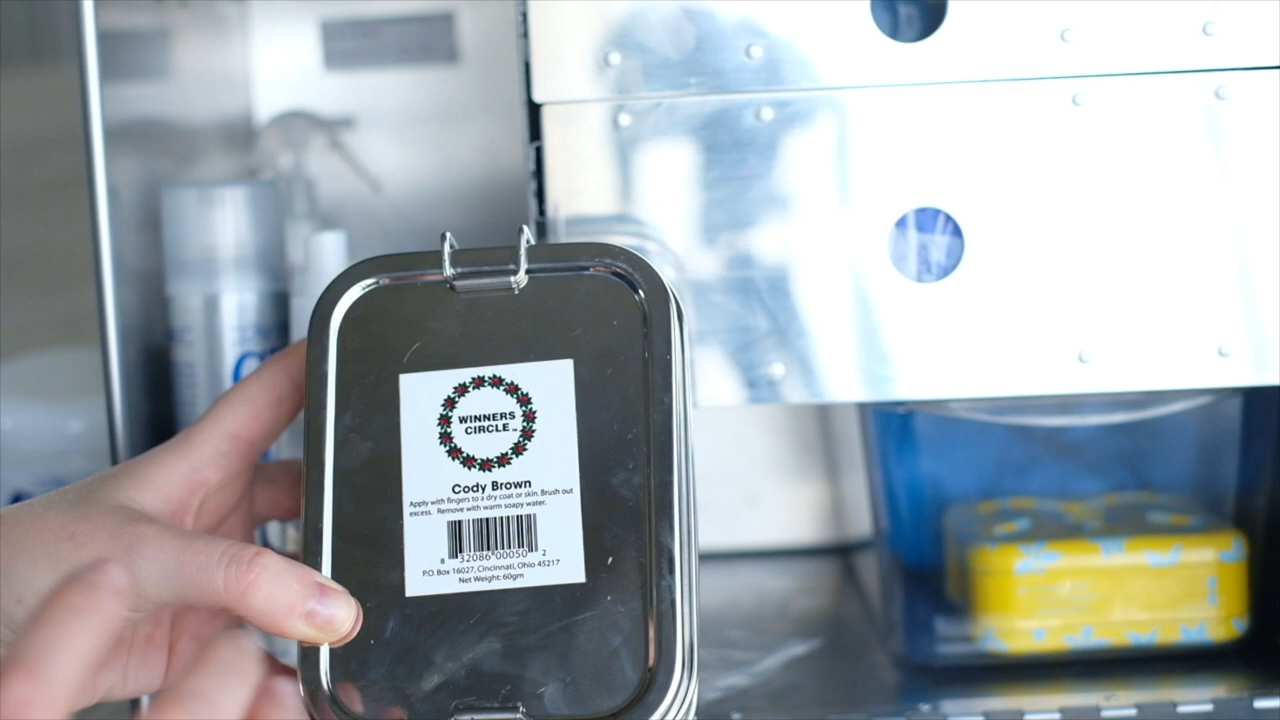 WINNERS
CIRCLE™
Cody Brown
Apply with fingers to a dry coat or skin. Brush out
excess. Remove with warm soapy water.
8 32086 00050 2
P.O. Box 16027, Cincinnati, Ohio 45217
Net Weight: 60gm